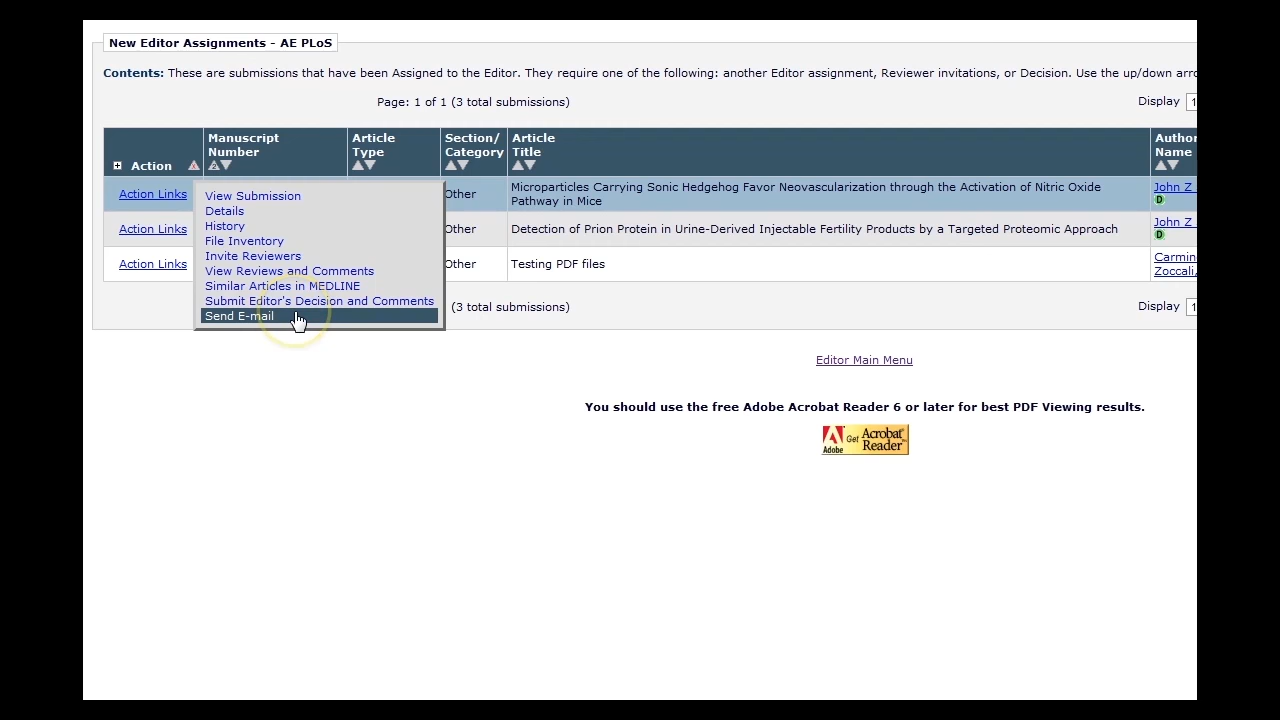 New Editor Assignments - AE PLoS
Contents: These are submissions that have been Assigned to the Editor. They require one of the following: another Editor assignment, Reviewer invitations, or Decision. Use the up/down
Page: 1 of 1 (3 total submissions)
Display 1
Action
Manuscript Number
Article Type
Section/ Category
Article Title
Author Name
Action Links
Other
Microparticles Carrying Sonic Hedgehog Favor Neovascularization through the Activation of Nitric Oxide
Pathway in Mice
John Z
D
Action Links
Other
Detection of Prion Protein in Urine-Derived Injectable Fertility Products by a Targeted Proteomic Approach
John Z
D
Action Links
Other
Testing PDF files
Carmin
Zoccali,
View Submission
Details
History
File Inventory
Invite Reviewers
View Reviews and Comments
Similar Articles in MEDLINE
Submit Editor's Decision and Comments
Send E-mail
(3 total submissions)
Display 1
Editor Main Menu
You should use the free Adobe Acrobat Reader 6 or later for best PDF Viewing results.
Adobe
Get Acrobat Reader